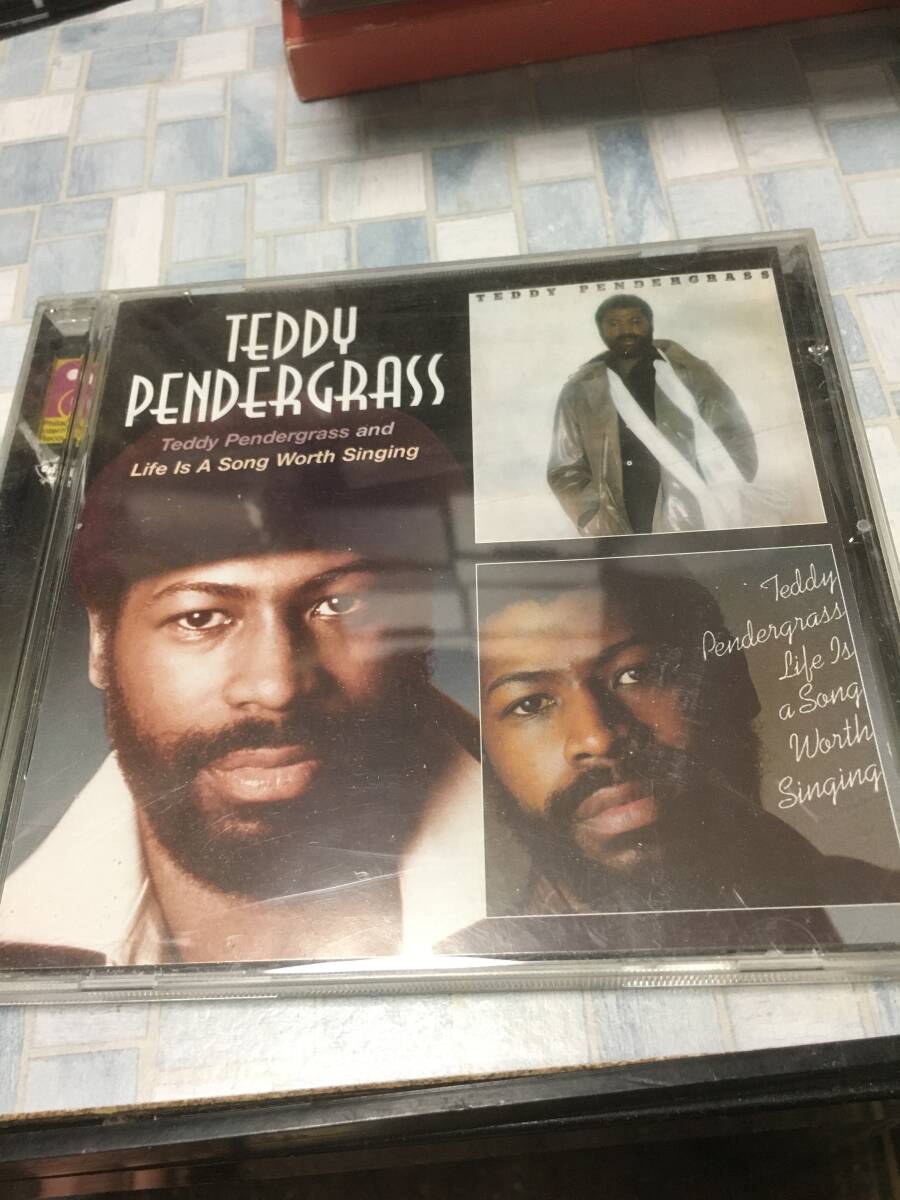 TEDDY
PENDERGRASS
Teddy Pendergrass and
Life Is A Song Worth Singing
TEDDY PENDERGRASS
Teddy
Pendergrass
Life Is
a Song
Worth
Singing